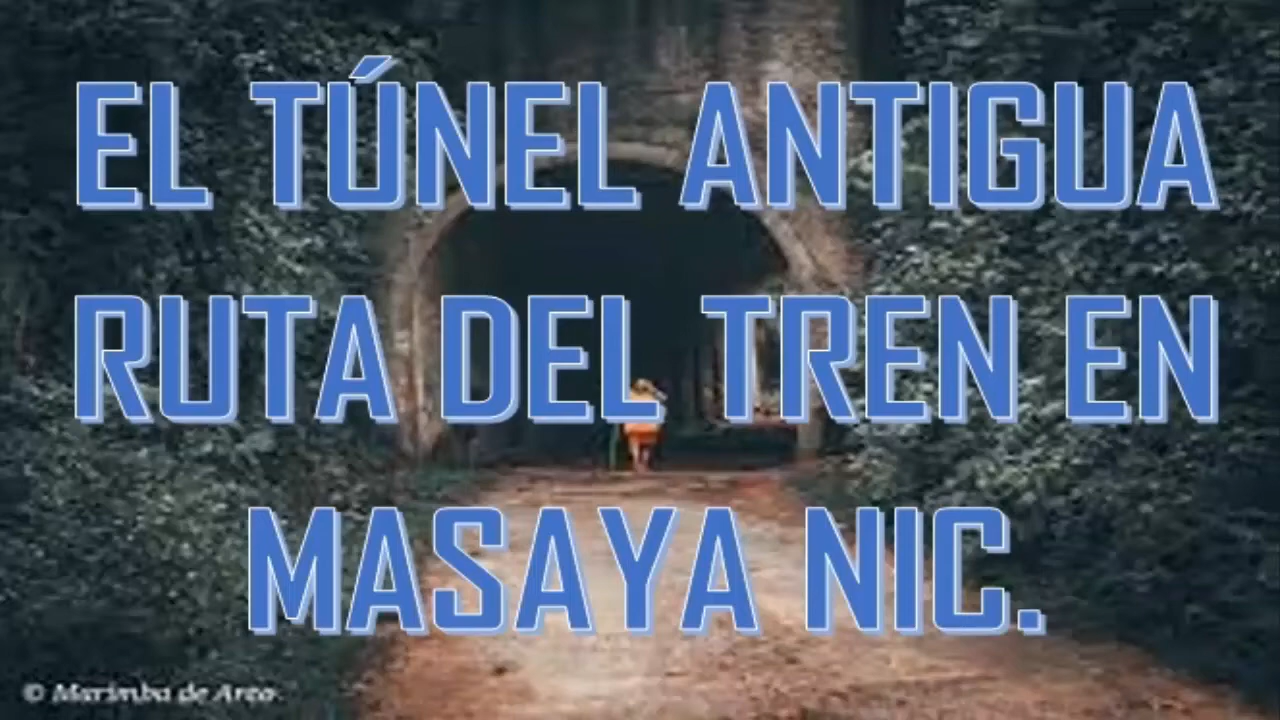 EL TÚNEL ANTIGUA
RUTA DEL TREN EN
MASAYA NIC.
© Marimba de Arco